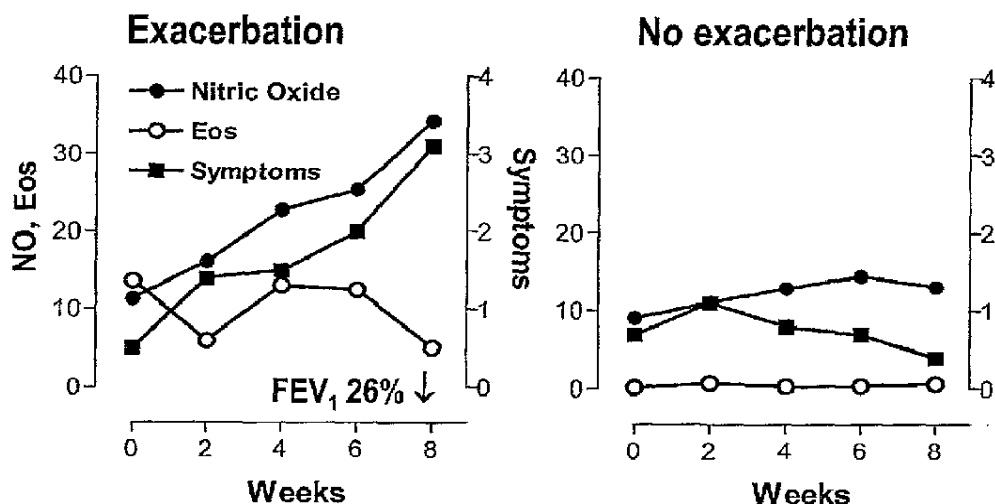 Exacerbation
No exacerbation
40
30
20
10
0
NO, Eos
Nitric Oxide
Eos
Symptoms
4
3
2
1
0
Symptoms
FEV₁ 26% ↓
0 2 4 6 8
Weeks
40
30
20
10
0
4
3
2
1
0
0 2 4 6 8
Weeks